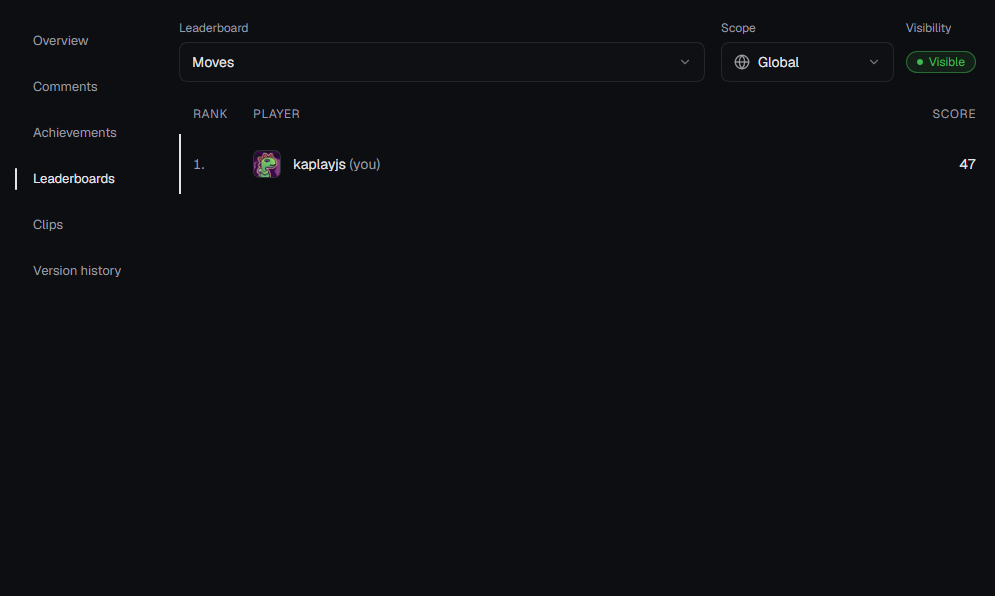 Overview
Comments
Achievements
Leaderboards
Clips
Version history
Leaderboard
Moves
Scope
Global
Visibility
Visible
RANK PLAYER SCORE
1. kaplayjs (you) 47